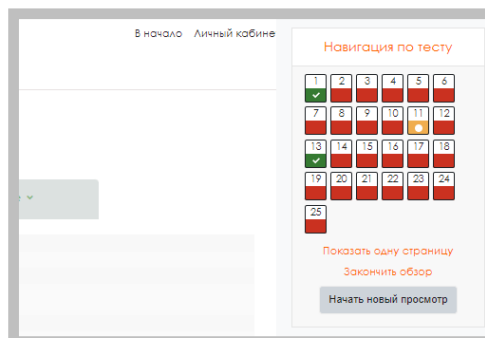 В начало Личный кабине
Навигация по тесту
1 2 3 4 5 6
7 8 9 10 11 12
13 14 15 16 17 18
19 20 21 22 23 24
25
Показать одну страницу
Закончить обзор
Начать новый просмотр